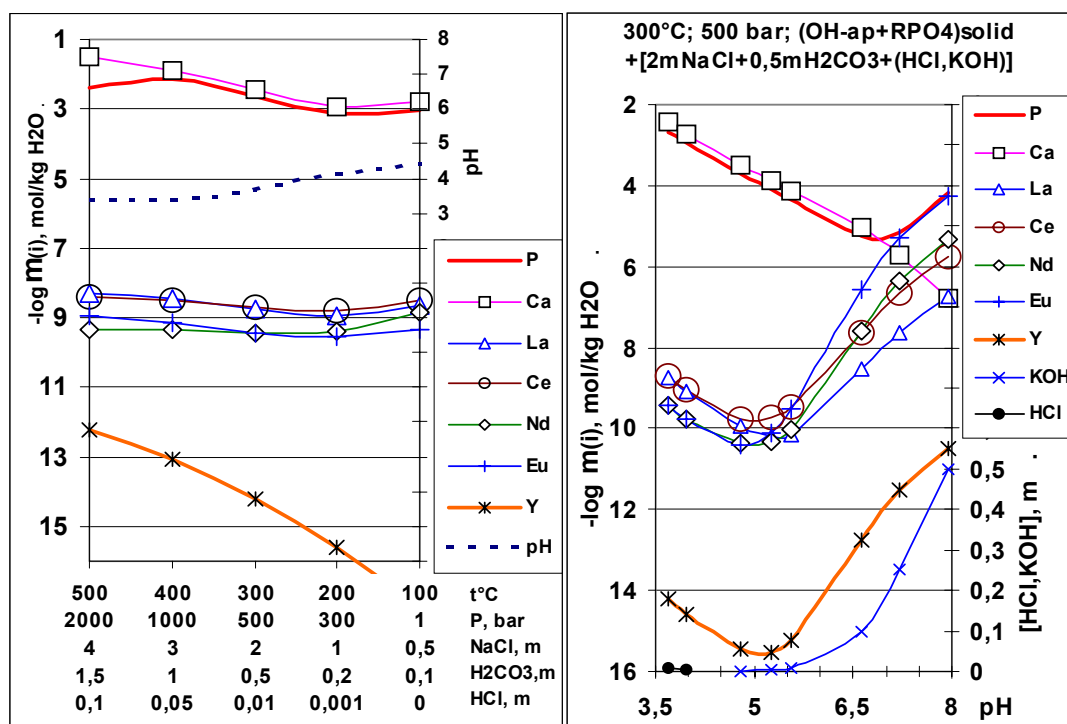 1
3
5
7
9
11
13
15
-log m(i), mol/kg H2O .
8
7
6
5
4
3
pH
P
Ca
La
Ce
Nd
Eu
Y
pH
500 400 300 200 100 t°C
2000 1000 500 300 1 P, bar
4 3 2 1 0,5 NaCl, m
1,5 1 0,5 0,2 0,1 H2CO3,m
0,1 0,05 0,01 0,001 0 HCl, m
300°C; 500 bar; (OH-ap+RPO4)solid
+[2mNaCl+0,5mH2CO3+(HCl,KOH)]
2
4
6
8
10
12
14
16
-log m(i), mol/kg H2O .
P
Ca
La
Ce
Nd
Eu
Y
KOH
HCl
0,5
0,4
0,3
0,2
0,1
0
[HCl,KOH], m .
3,5 5 6,5 pH 8